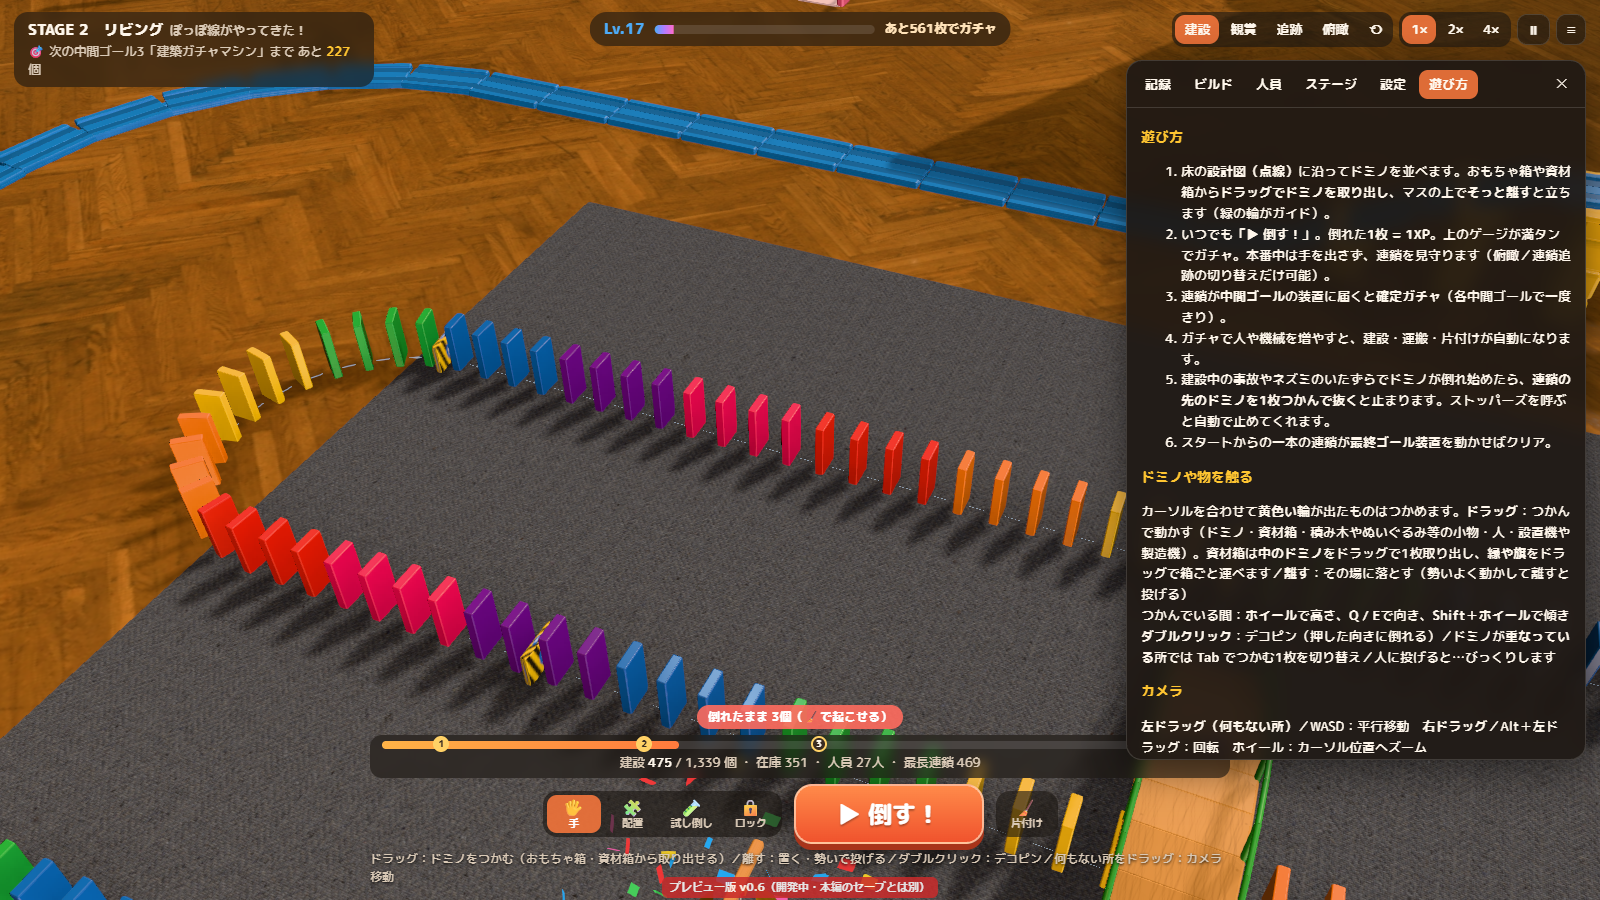 STAGE 2　リビング ぽっぽ線がやってきた！
🎯 次の中間ゴール3「建築ガチャマシン」まで あと 227
個
Lv.17
あと561枚でガチャ
建設 観賞 追跡 俯瞰
1× 2× 4×
記録 ビルド 人員 ステージ 設定 遊び方 ×
遊び方
1. 床の設計図（点線）に沿ってドミノを並べます。おもちゃ箱や資材
箱からドラッグでドミノを取り出し、マスの上でそっと離すと立ち
ます（緑の輪がガイド）。
2. いつでも「▶ 倒す！」。倒れた1枚 = 1XP。上のゲージが満タン
でガチャ。本番中は手を出さず、連鎖を見守ります（俯瞰／連鎖追
跡の切り替えだけ可能）。
3. 連鎖が中間ゴールの装置に届くと確定ガチャ（各中間ゴールで一度
きり）。
4. ガチャで人や機械を増やすと、建設・運搬・片付けが自動になりま
す。
5. 建設中の事故やネズミのいたずらでドミノが倒れ始めたら、連鎖の
先のドミノを1枚つかんで抜くと止まります。ストッパーズを呼ぶ
と自動で止めてくれます。
6. スタートからの一本の連鎖が最終ゴール装置を動かせばクリア。
ドミノや物を触る
カーソルを合わせて黄色い輪が出たものはつかめます。ドラッグ：つかん
で動かす（ドミノ・資材箱・積み木やぬいぐるみ等の小物・人・設置機や
製造機）。資材箱は中のドミノをドラッグで1枚取り出し、縁や旗をドラ
ッグで箱ごと運べます／離す：その場に落とす（勢いよく動かして離すと
投げる）
つかんでいる間：ホイールで高さ、Q / Eで向き、Shift＋ホイールで傾き
ダブルクリック：デコピン（押した向きに倒れる）／ドミノが重なってい
る所では Tab でつかむ1枚を切り替え／人に投げると…びっくりします
カメラ
左ドラッグ（何もない所）／WASD：平行移動　右ドラッグ／Alt＋左ド
ラッグ：回転　ホイール：カーソル位置へズーム
倒れたまま 3個（🧹で起こせる）
1 2 3
建設 475 / 1,339 個 ・ 在庫 351 ・ 人員 27人 ・ 最長連鎖 469
手 配置 試し倒し ロック
▶ 倒す！
片付け
ドラッグ：ドミノをつかむ（おもちゃ箱・資材箱から取り出せる）／離す：置く・勢いで投げる／ダブルクリック：デコピン／何もない所をドラッグ：カメラ
移動
プレビュー版 v0.6（開発中・本編のセーブとは別）